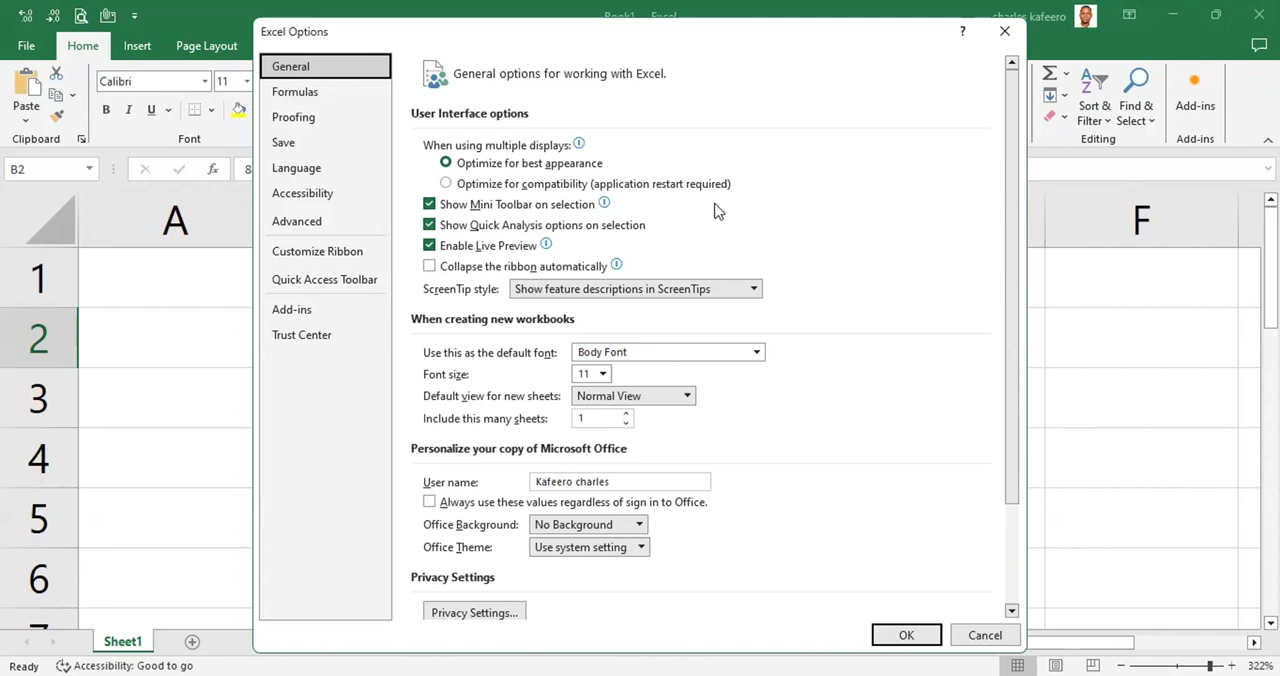 Book1 - Excel
charles kafeero
File
Home
Insert
Page Layout
Excel Options
?
Paste
Clipboard
Calibri
11
B
I
U
Font
Sort &
Filter
Find &
Select
Editing
Add-ins
Add-ins
B2
fx
8
A
F
1
2
3
4
5
6
General
Formulas
Proofing
Save
Language
Accessibility
Advanced
Customize Ribbon
Quick Access Toolbar
Add-ins
Trust Center
General options for working with Excel.
User Interface options
When using multiple displays:
Optimize for best appearance
Optimize for compatibility (application restart required)
Show Mini Toolbar on selection
Show Quick Analysis options on selection
Enable Live Preview
Collapse the ribbon automatically
ScreenTip style: Show feature descriptions in ScreenTips
When creating new workbooks
Use this as the default font: Body Font
Font size: 11
Default view for new sheets: Normal View
Include this many sheets: 1
Personalize your copy of Microsoft Office
User name: Kafeero charles
Always use these values regardless of sign in to Office.
Office Background: No Background
Office Theme: Use system setting
Privacy Settings
Privacy Settings...
OK
Cancel
Sheet1
Ready
Accessibility: Good to go
322%